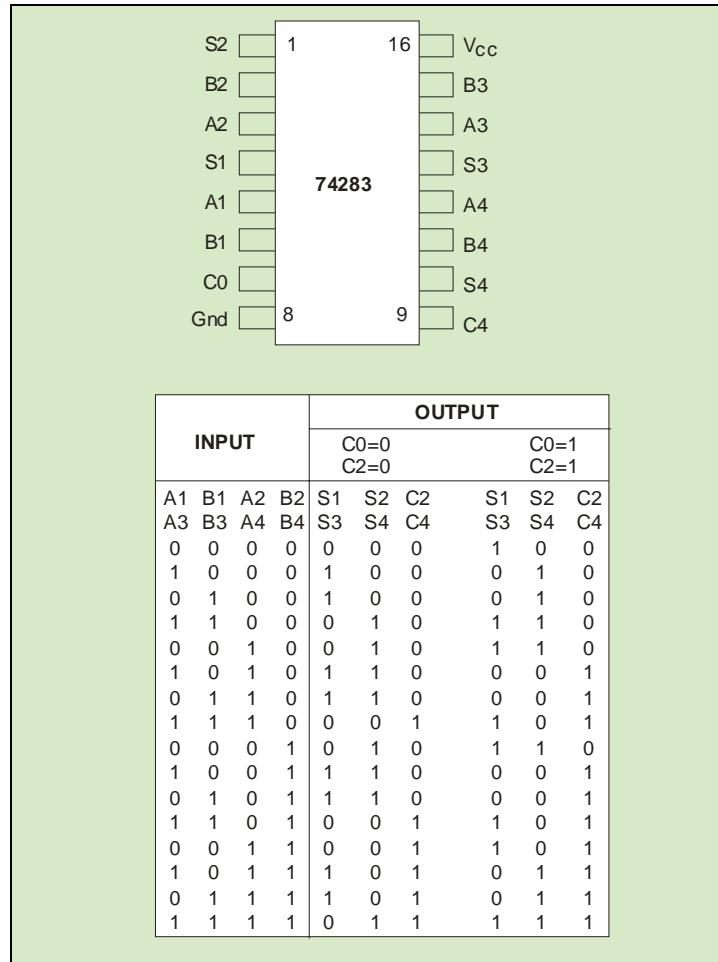 S2 1 16 VCC
B2 B3
A2 A3
S1 S3
74283
A1 A4
B1 B4
C0 S4
Gnd 8 9 C4
OUTPUT
INPUT C0=0 C0=1
C2=0 C2=1
A1 B1 A2 B2 S1 S2 C2 S1 S2 C2
A3 B3 A4 B4 S3 S4 C4 S3 S4 C4
0 0 0 0 0 0 0 1 0 0
1 0 0 0 1 0 0 0 1 0
0 1 0 0 1 0 0 0 1 0
1 1 0 0 0 1 0 1 1 0
0 0 1 0 0 1 0 1 1 0
1 0 1 0 1 1 0 0 0 1
0 1 1 0 1 1 0 0 0 1
1 1 1 0 0 0 1 1 0 1
0 0 0 1 0 1 0 1 1 0
1 0 0 1 1 1 0 0 0 1
0 1 0 1 1 1 0 0 0 1
1 1 0 1 0 0 1 1 0 1
0 0 1 1 0 0 1 1 0 1
1 0 1 1 1 0 1 0 1 1
0 1 1 1 1 0 1 0 1 1
1 1 1 1 0 1 1 1 1 1